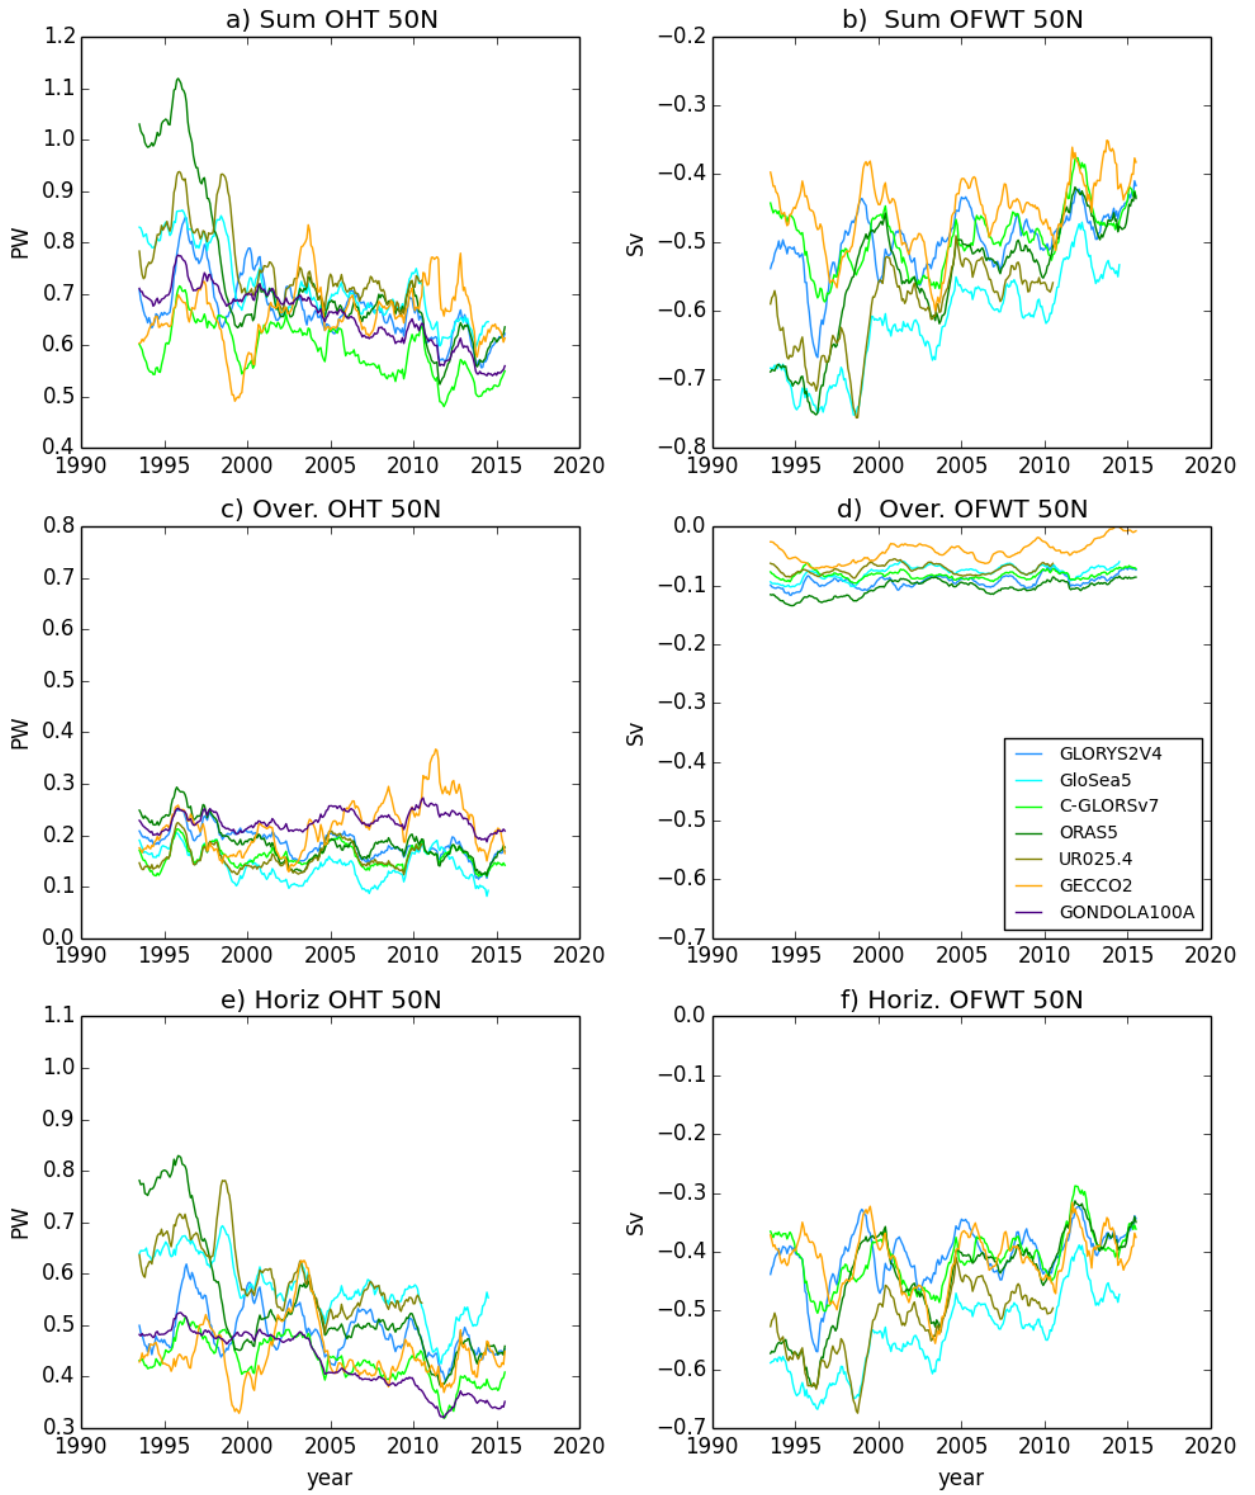 a) Sum OHT 50N
1.2
1.1
1.0
0.9
0.8
0.7
0.6
0.5
0.4
PW
1990 1995 2000 2005 2010 2015 2020
b) Sum OFWT 50N
−0.2
−0.3
−0.4
−0.5
−0.6
−0.7
−0.8
Sv
1990 1995 2000 2005 2010 2015 2020
c) Over. OHT 50N
0.8
0.7
0.6
0.5
0.4
0.3
0.2
0.1
0.0
PW
1990 1995 2000 2005 2010 2015 2020
d) Over. OFWT 50N
0.0
−0.1
−0.2
−0.3
−0.4
−0.5
−0.6
−0.7
Sv
GLORYS2V4
GloSea5
C-GLORSv7
ORAS5
UR025.4
GECCO2
GONDOLA100A
1990 1995 2000 2005 2010 2015 2020
e) Horiz OHT 50N
1.1
1.0
0.9
0.8
0.7
0.6
0.5
0.4
0.3
PW
1990 1995 2000 2005 2010 2015 2020
year
f) Horiz. OFWT 50N
0.0
−0.1
−0.2
−0.3
−0.4
−0.5
−0.6
−0.7
Sv
1990 1995 2000 2005 2010 2015 2020
year